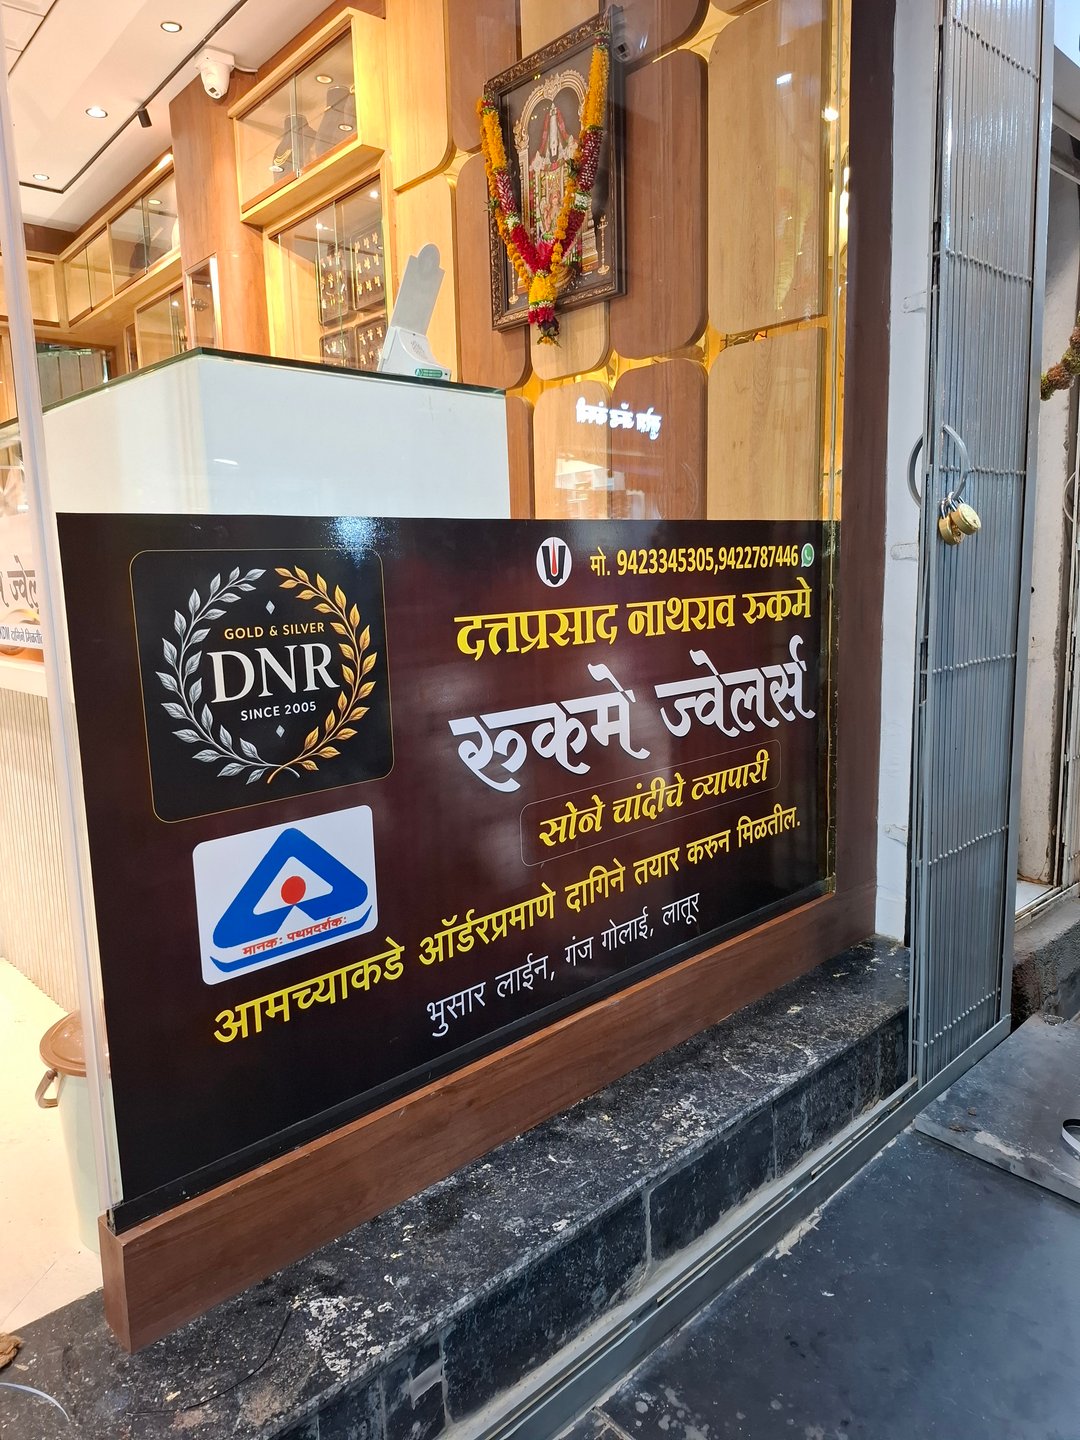 मो. 9423345305,9422787446
दत्तप्रसाद नाथराव रुकमे
GOLD & SILVER
DNR
SINCE 2005
रुकमे ज्वेलर्स
सोने चांदीचे व्यापारी
मानक: पथप्रदर्शक:
आमच्याकडे ऑर्डरप्रमाणे दागिने तयार करुन मिळतील.
भुसार लाईन, गंज गोलाई, लातूर